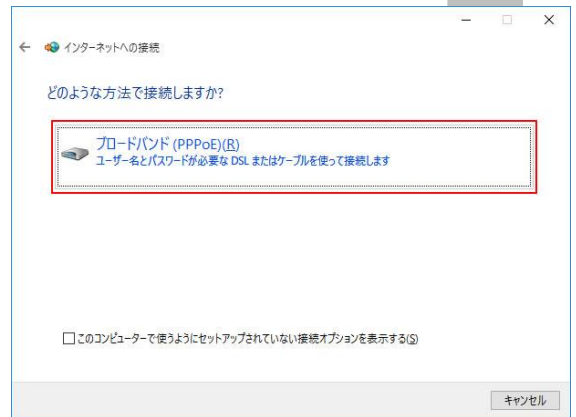 インターネットへの接続
どのような方法で接続しますか?
ブロードバンド (PPPoE)(R)
ユーザー名とパスワードが必要な DSL またはケーブルを使って接続します
このコンピューターで使うようにセットアップされていない接続オプションを表示する(S)
キャンセル